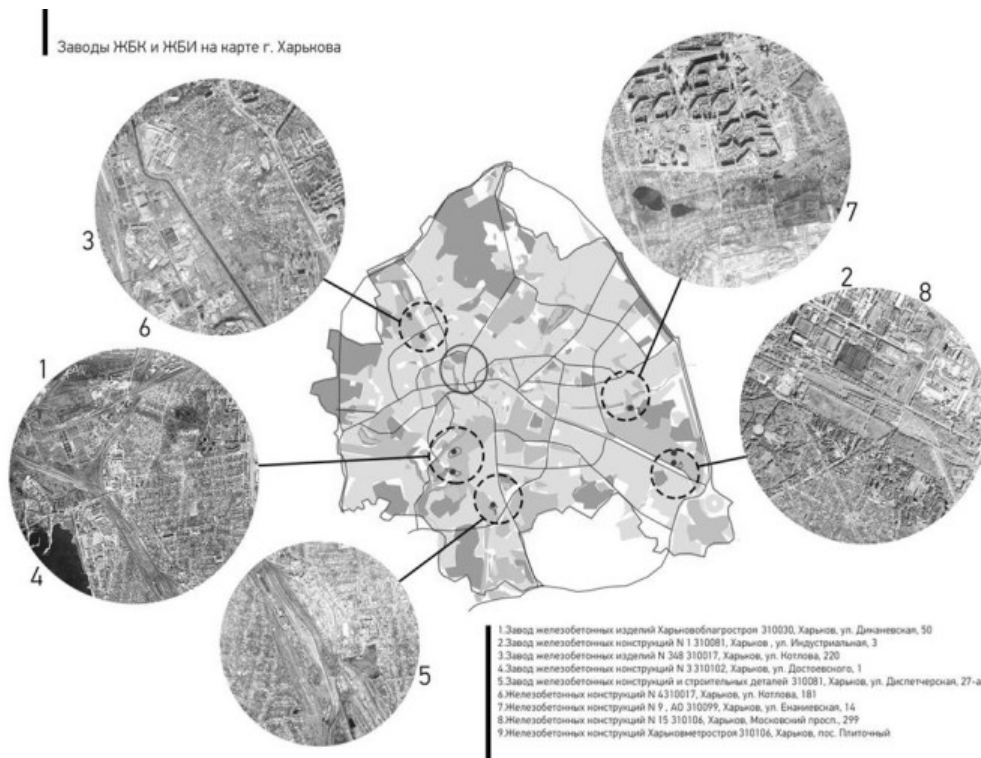 Заводы ЖБК и ЖБИ на карте г. Харькова
9
3
7
2
8
6
1
4
5
1.Завод железобетонных изделий Харьковоблагростроя 310030, Харьков, ул. Диканевская, 50
2.Завод железобетонных конструкций N 1 310081, Харьков , ул. Индустриальная, 3
3.Завод железобетонных изделий N 348 310017, Харьков, ул. Котлова, 220
4.Завод железобетонных конструкций N 3 310102, Харьков, ул. Достоевского, 1
5.Завод железобетонных конструкций и строительных деталей 310081, Харьков, ул. Диспетчерская, 27-а
6.Железобетонных конструкций N 4310017, Харьков, ул. Котлова, 181
7.Железобетонных конструкций N 9 , АО 310099, Харьков, ул. Енакиевская, 14
8.Железобетонных конструкций N 15 310106, Харьков, Московский просп., 299
9.Железобетонных конструкций Харьковметростроя 310106, Харьков, пос. Плиточный